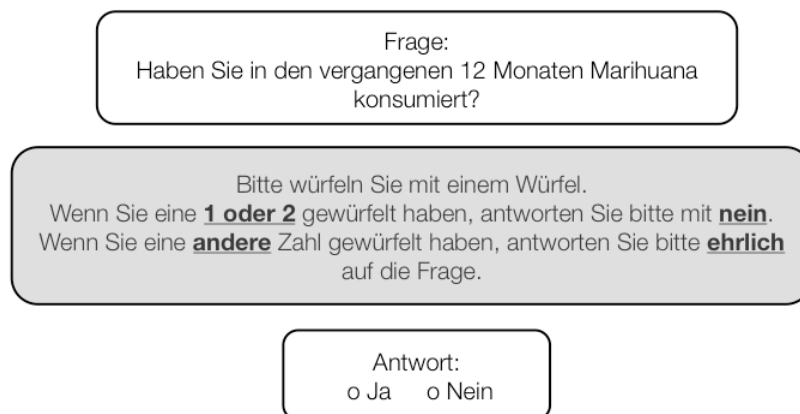 Frage:
Haben Sie in den vergangenen 12 Monaten Marihuana
konsumiert?
Bitte würfeln Sie mit einem Würfel.
Wenn Sie eine 1 oder 2 gewürfelt haben, antworten Sie bitte mit nein.
Wenn Sie eine andere Zahl gewürfelt haben, antworten Sie bitte ehrlich
auf die Frage.
Antwort:
o Ja o Nein